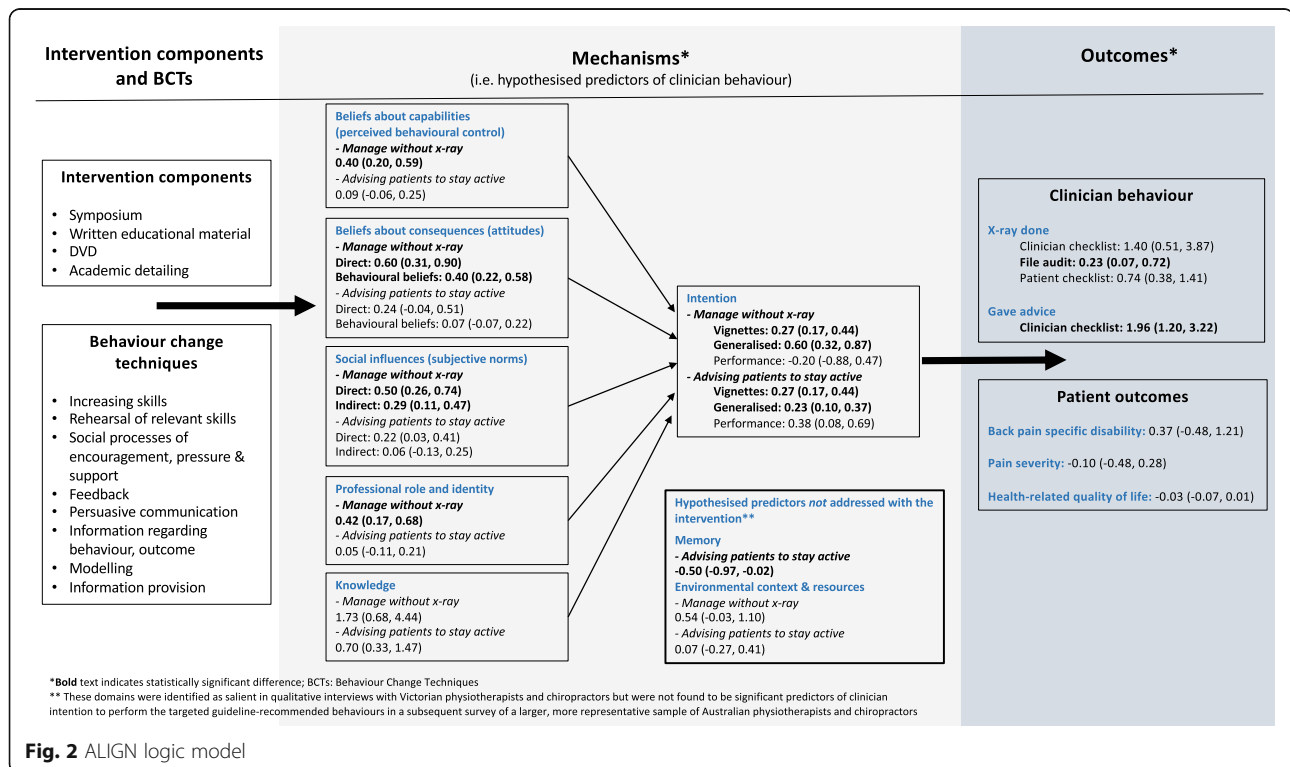 Intervention components
and BCTs
Mechanisms*
(i.e. hypothesised predictors of clinician behaviour)
Outcomes*
Intervention components
• Symposium
• Written educational material
• DVD
• Academic detailing
Behaviour change
techniques
• Increasing skills
• Rehearsal of relevant skills
• Social processes of
encouragement, pressure &
support
• Feedback
• Persuasive communication
• Information regarding
behaviour, outcome
• Modelling
• Information provision
Beliefs about capabilities
(perceived behavioural control)
- Manage without x-ray
0.40 (0.20, 0.59)
- Advising patients to stay active
0.09 (-0.06, 0.25)
Beliefs about consequences (attitudes)
- Manage without x-ray
Direct: 0.60 (0.31, 0.90)
Behavioural beliefs: 0.40 (0.22, 0.58)
- Advising patients to stay active
Direct: 0.24 (-0.04, 0.51)
Behavioural beliefs: 0.07 (-0.07, 0.22)
Social influences (subjective norms)
- Manage without x-ray
Direct: 0.50 (0.26, 0.74)
Indirect: 0.29 (0.11, 0.47)
- Advising patients to stay active
Direct: 0.22 (0.03, 0.41)
Indirect: 0.06 (-0.13, 0.25)
Professional role and identity
- Manage without x-ray
0.42 (0.17, 0.68)
- Advising patients to stay active
0.05 (-0.11, 0.21)
Knowledge
- Manage without x-ray
1.73 (0.68, 4.44)
- Advising patients to stay active
0.70 (0.33, 1.47)
Intention
- Manage without x-ray
Vignettes: 0.27 (0.17, 0.44)
Generalised: 0.60 (0.32, 0.87)
Performance: -0.20 (-0.88, 0.47)
- Advising patients to stay active
Vignettes: 0.27 (0.17, 0.44)
Generalised: 0.23 (0.10, 0.37)
Performance: 0.38 (0.08, 0.69)
Hypothesised predictors not addressed with the
intervention**
Memory
- Advising patients to stay active
-0.50 (-0.97, -0.02)
Environmental context & resources
- Manage without x-ray
0.54 (-0.03, 1.10)
- Advising patients to stay active
0.07 (-0.27, 0.41)
Clinician behaviour
X-ray done
Clinician checklist: 1.40 (0.51, 3.87)
File audit: 0.23 (0.07, 0.72)
Patient checklist: 0.74 (0.38, 1.41)
Gave advice
Clinician checklist: 1.96 (1.20, 3.22)
Patient outcomes
Back pain specific disability: 0.37 (-0.48, 1.21)
Pain severity: -0.10 (-0.48, 0.28)
Health-related quality of life: -0.03 (-0.07, 0.01)
*Bold text indicates statistically significant difference; BCTs: Behaviour Change Techniques
** These domains were identified as salient in qualitative interviews with Victorian physiotherapists and chiropractors but were not found to be significant predictors of clinician
intention to perform the targeted guideline-recommended behaviours in a subsequent survey of a larger, more representative sample of Australian physiotherapists and chiropractors
Fig. 2 ALIGN logic model